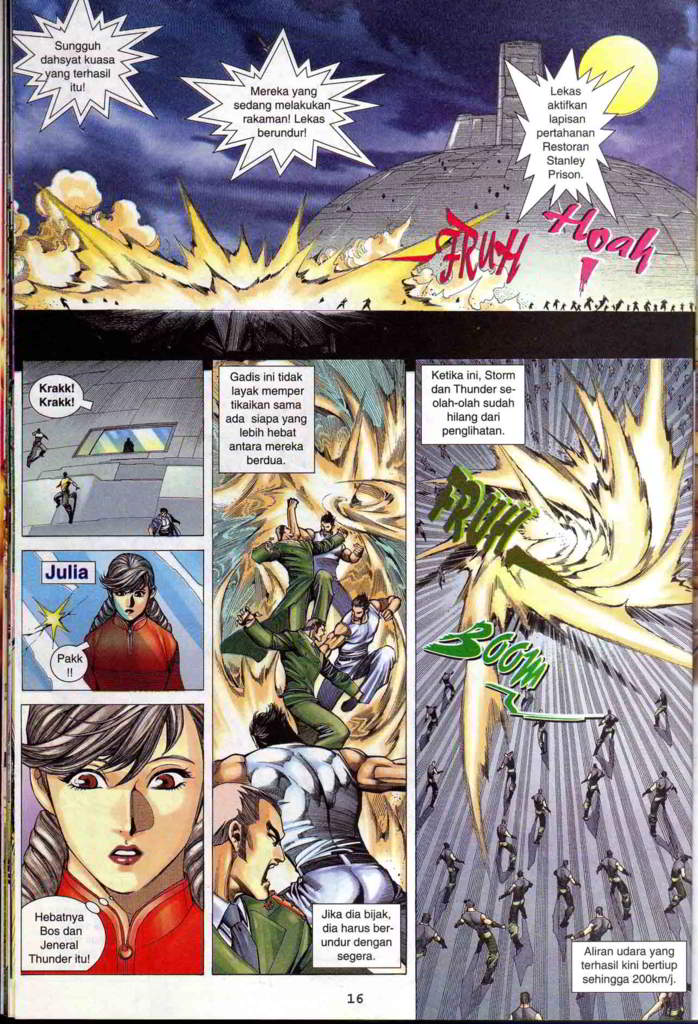 Sungguh
dahsyat kuasa
yang terhasil
itu!
Mereka yang
sedang melakukan
rakaman! Lekas
berundur!
Lekas
aktifkan
lapisan
pertahanan
Restoran
Stanley
Prison.
FRUH
Hoah
!
Krakk!
Krakk!
Julia
Pakk
!!
Hebatnya
Bos dan
Jeneral
Thunder itu!
Gadis ini tidak
layak memper
tikaikan sama
ada siapa yang
lebih hebat
antara mereka
berdua.
Jika dia bijak,
dia harus ber-
undur dengan
segera.
Ketika ini, Storm
dan Thunder se-
olah-olah sudah
hilang dari
penglihatan.
FRUH
BOOM
Aliran udara yang
terhasil kini bertiup
sehingga 200km/j.
16